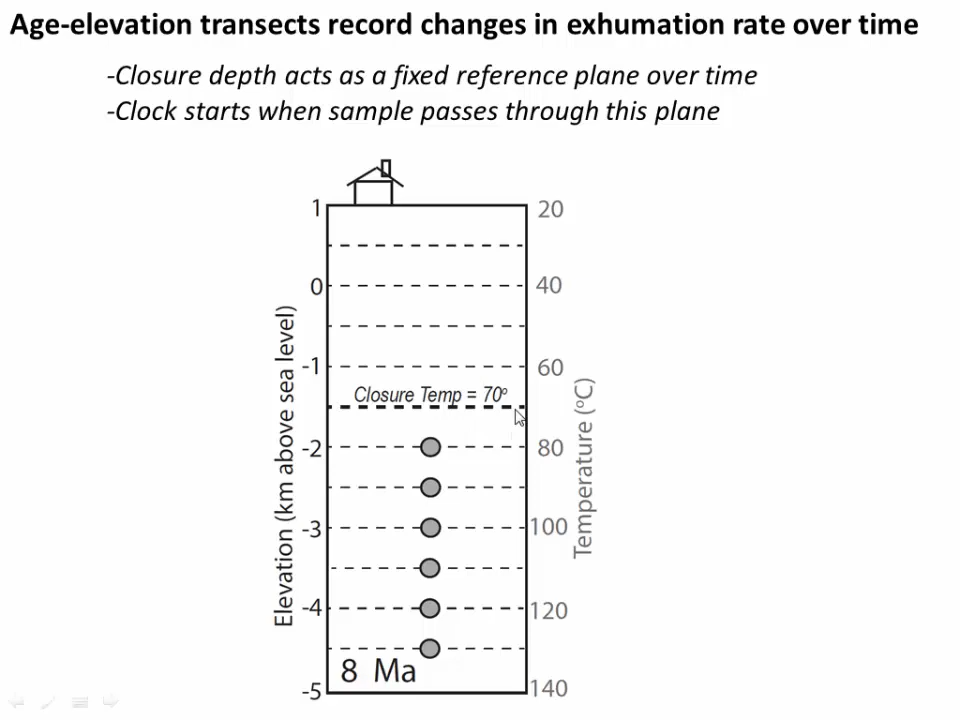 Age-elevation transects record changes in exhumation rate over time
-Closure depth acts as a fixed reference plane over time
-Clock starts when sample passes through this plane
1
20
0
40
-1
60
Closure Temp = 70º
-2
80
-3
100
-4
120
-5
140
8 Ma
Elevation (km above sea level)
Temperature (ºC)